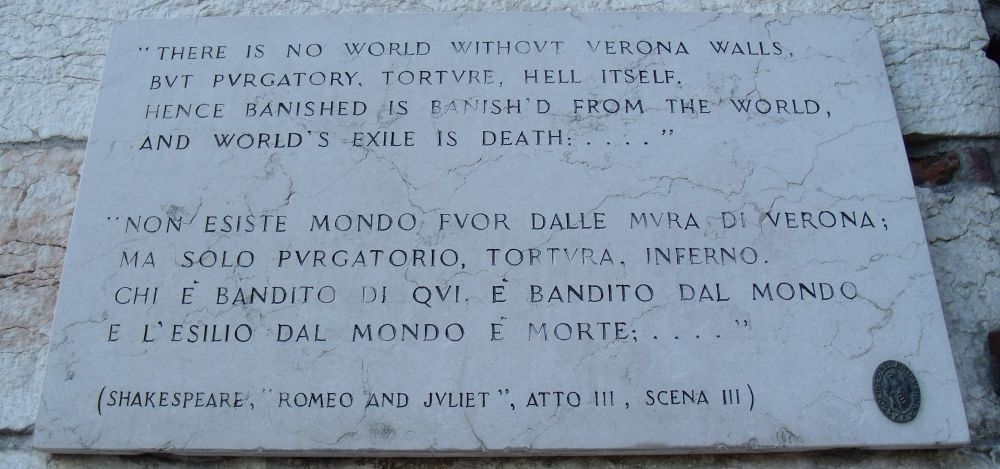 "THERE IS NO WORLD WITHOVT VERONA WALLS,
BVT PVRGATORY, TORTVRE, HELL ITSELF.
HENCE BANISHED IS BANISH'D FROM THE WORLD,
AND WORLD'S EXILE IS DEATH: . . . . "
"NON ESISTE MONDO FVOR DALLE MVRA DI VERONA;
MA SOLO PVRGATORIO, TORTVRA, INFERNO.
CHI È BANDITO DI QVI, È BANDITO DAL MONDO
E L'ESILIO DAL MONDO È MORTE; . . . . "
(SHAKESPEARE, "ROMEO AND JVLIET", ATTO III, SCENA III)